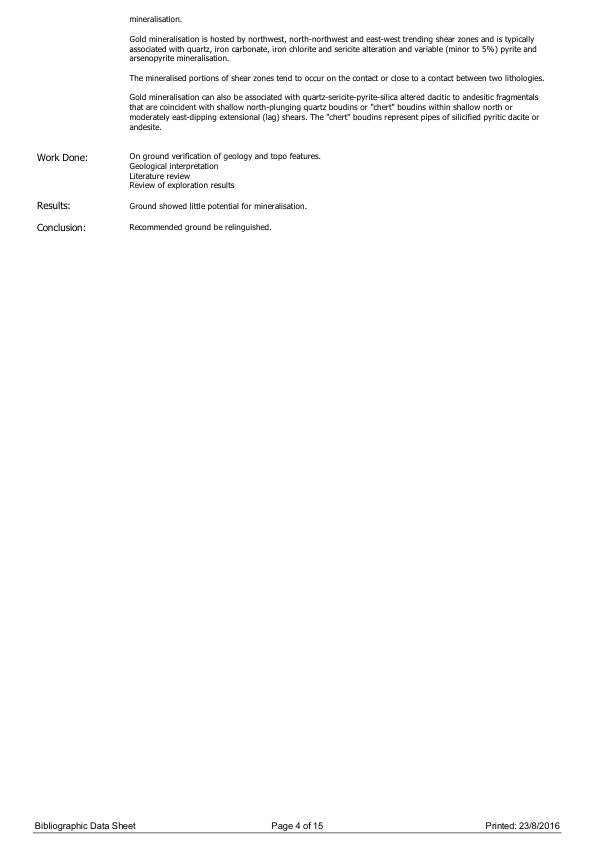 mineralisation.
Gold mineralisation is hosted by northwest, north-northwest and east-west trending shear zones and is typically
associated with quartz, iron carbonate, iron chlorite and sericite alteration and variable (minor to 5%) pyrite and
arsenopyrite mineralisation.
The mineralised portions of shear zones tend to occur on the contact or close to a contact between two lithologies.
Gold mineralisation can also be associated with quartz-sericite-pyrite-silica altered dacitic to andesitic fragmentals
that are coincident with shallow north-plunging quartz boudins or "chert" boudins within shallow north or
moderately east-dipping extensional (lag) shears. The "chert" boudins represent pipes of silicified pyritic dacite or
andesite.
Work Done: On ground verification of geology and topo features.
Geological interpretation
Literature review
Review of exploration results
Results: Ground showed little potential for mineralisation.
Conclusion: Recommended ground be relinguished.
Bibliographic Data Sheet Page 4 of 15 Printed: 23/8/2016